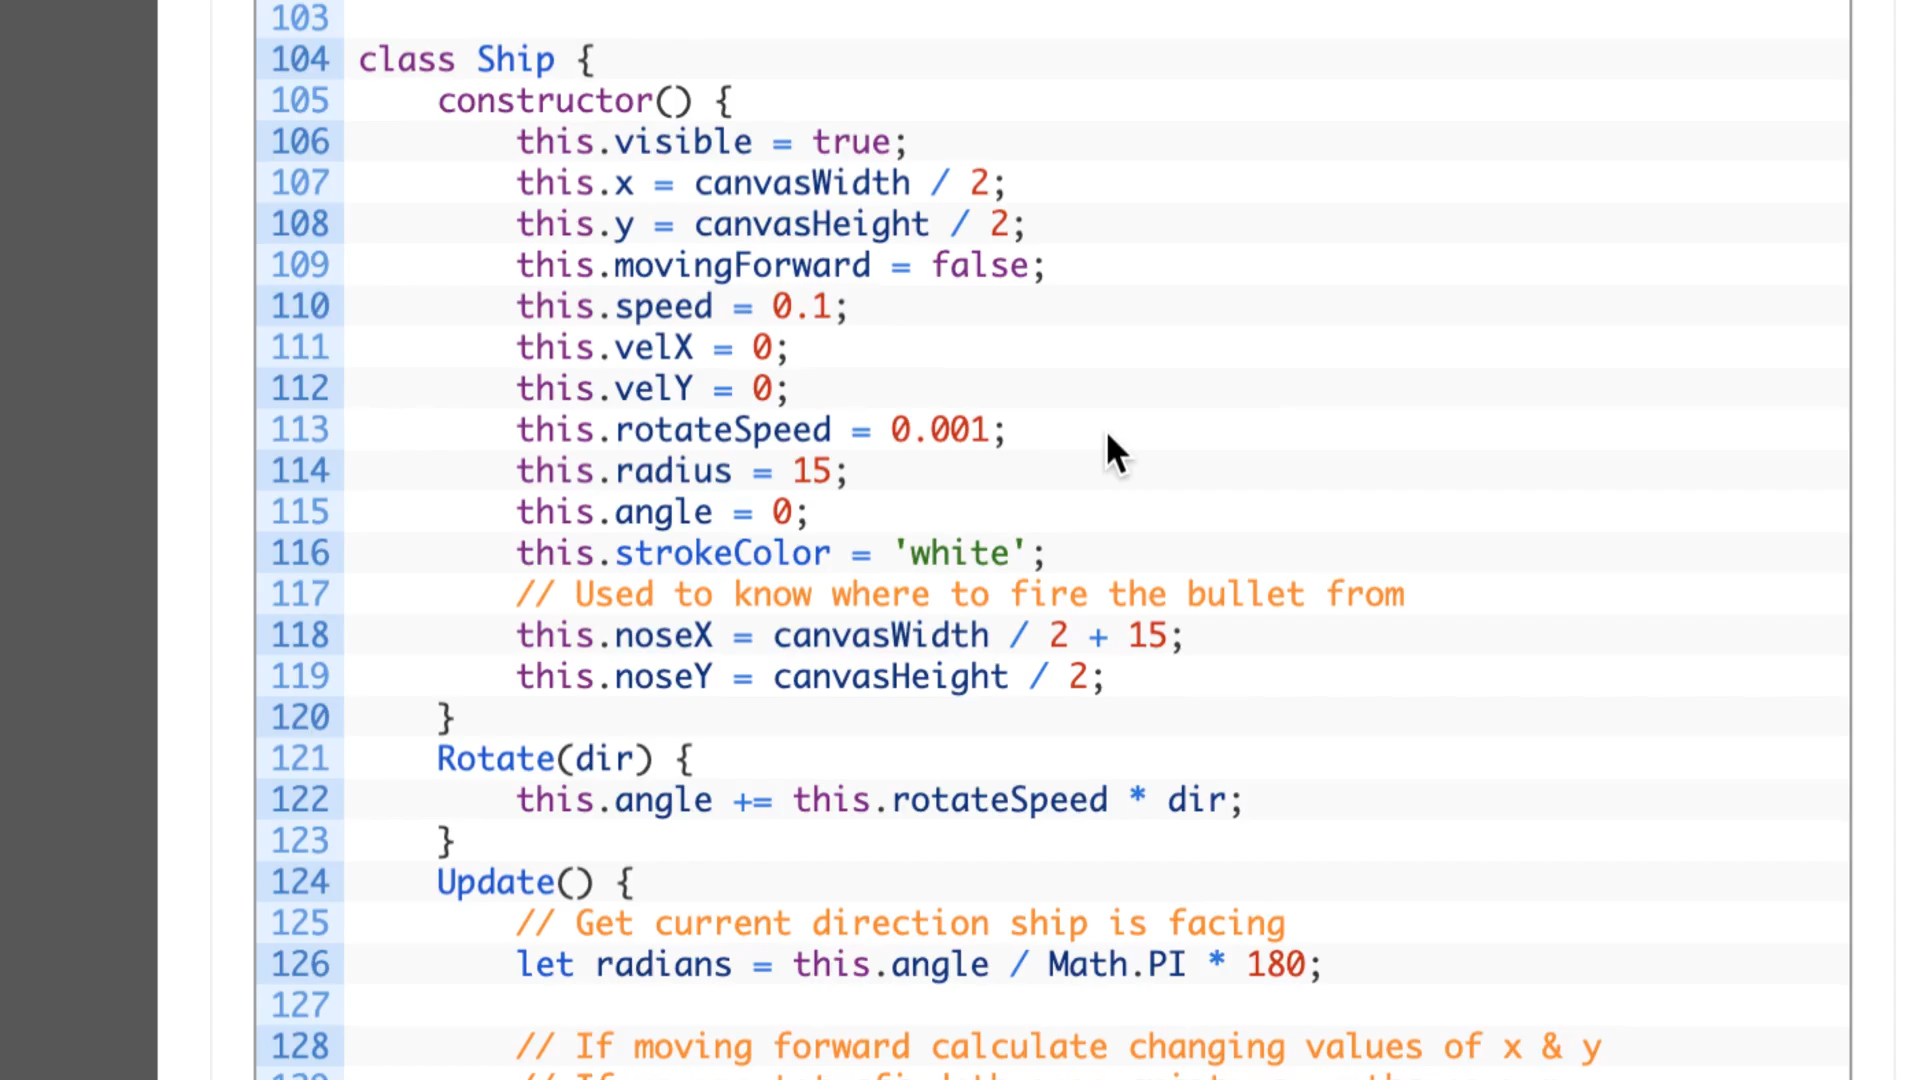 103
104 class Ship {
105     constructor() {
106         this.visible = true;
107         this.x = canvasWidth / 2;
108         this.y = canvasHeight / 2;
109         this.movingForward = false;
110         this.speed = 0.1;
111         this.velX = 0;
112         this.velY = 0;
113         this.rotateSpeed = 0.001;
114         this.radius = 15;
115         this.angle = 0;
116         this.strokeColor = 'white';
117         // Used to know where to fire the bullet from
118         this.noseX = canvasWidth / 2 + 15;
119         this.noseY = canvasHeight / 2;
120     }
121     Rotate(dir) {
122         this.angle += this.rotateSpeed * dir;
123     }
124     Update() {
125         // Get current direction ship is facing
126         let radians = this.angle / Math.PI * 180;
127
128         // If moving forward calculate changing values of x & y